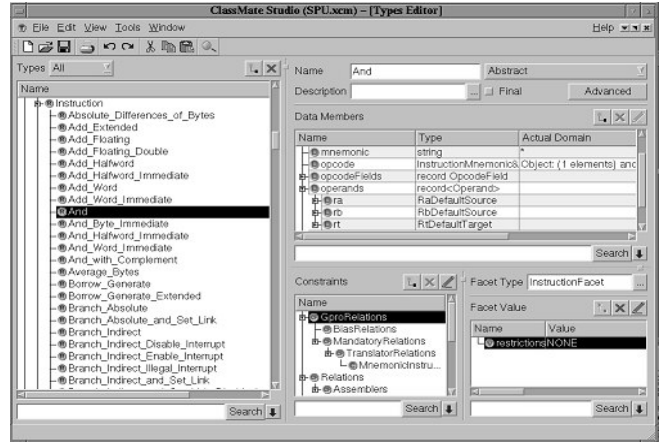 ClassMate Studio (SPU.xcm) – [Types Editor]
File Edit View Tools Window Help
Types All
Name
Instruction
Absolute_Differences_of_Bytes
Add_Extended
Add_Floating
Add_Floating_Double
Add_Halfword
Add_Halfword_Immediate
Add_Word
Add_Word_Immediate
And
And_Byte_Immediate
And_Halfword_Immediate
And_Word_Immediate
And_with_Complement
Average_Bytes
Borrow_Generate
Borrow_Generate_Extended
Branch_Absolute
Branch_Absolute_and_Set_Link
Branch_Indirect
Branch_Indirect_Disable_Interrupt
Branch_Indirect_Enable_Interrupt
Branch_Indirect_Illegal_Interrupt
Branch_Indirect_and_Set_Link
Search
Name And Abstract
Description ... Final Advanced
Data Members
Name Type Actual Domain
mnemonic string *
opcode InstructionMnemonic& Object: (1 elements) and
opcodeFields record OpcodeField
operands record<Operand>
ra RaDefaultSource
rb RbDefaultSource
rt RtDefaultTarget
Search
Constraints
Name
GproRelations
BiasRelations
MandatoryRelations
TranslatorRelations
MnemonicInstru...
Relations
Assemblers
Search
Facet Type InstructionFacet ...
Facet Value
Name Value
restrictions NONE
Search